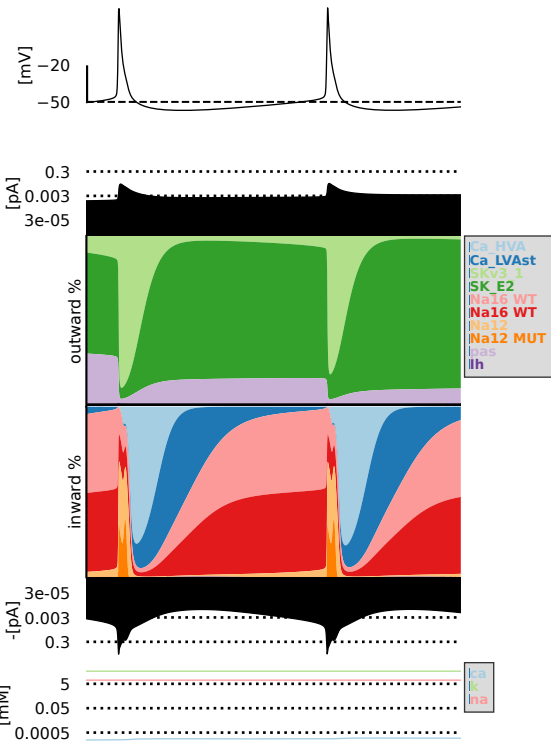 [mV]
−20
−50
[pA]
0.3
0.003
3e-05
outward %
Ca_HVA
Ca_LVAst
SKv3_1
SK_E2
Na16 WT
Na16 WT
Na12
Na12 MUT
pas
Ih
inward %
3e-05
0.003
0.3
-[pA]
[mM]
5
0.05
0.0005
ca
k
na